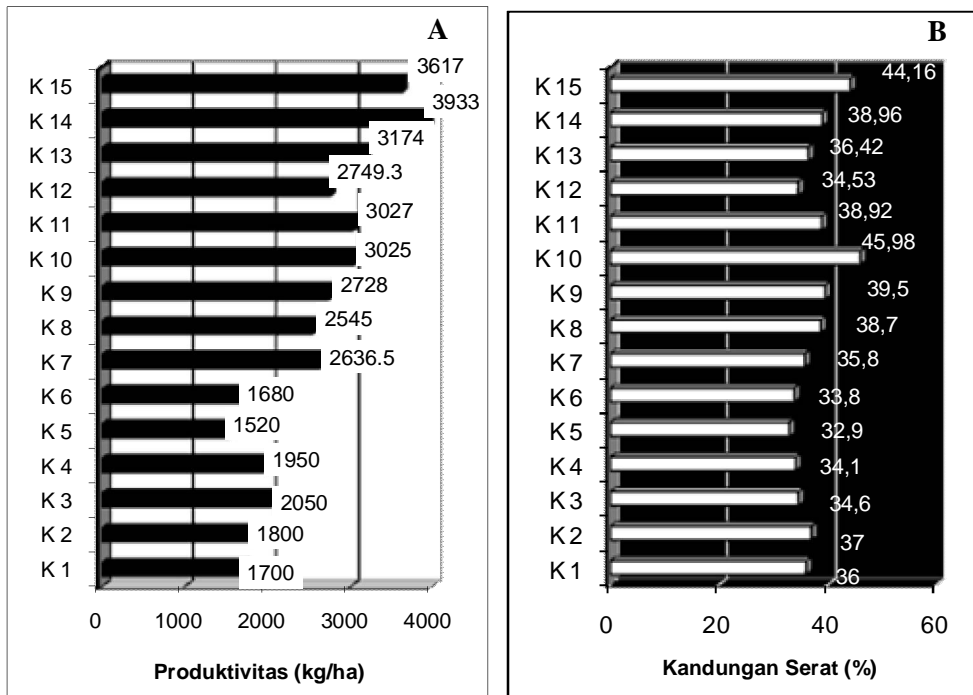 A
K 15 3617
K 14 3933
K 13 3174
K 12 2749.3
K 11 3027
K 10 3025
K 9 2728
K 8 2545
K 7 2636.5
K 6 1680
K 5 1520
K 4 1950
K 3 2050
K 2 1800
K 1 1700
0 1000 2000 3000 4000
Produktivitas (kg/ha)
B
K 15 44,16
K 14 38,96
K 13 36,42
K 12 34,53
K 11 38,92
K 10 45,98
K 9 39,5
K 8 38,7
K 7 35,8
K 6 33,8
K 5 32,9
K 4 34,1
K 3 34,6
K 2 37
K 1 36
0 20 40 60
Kandungan Serat (%)